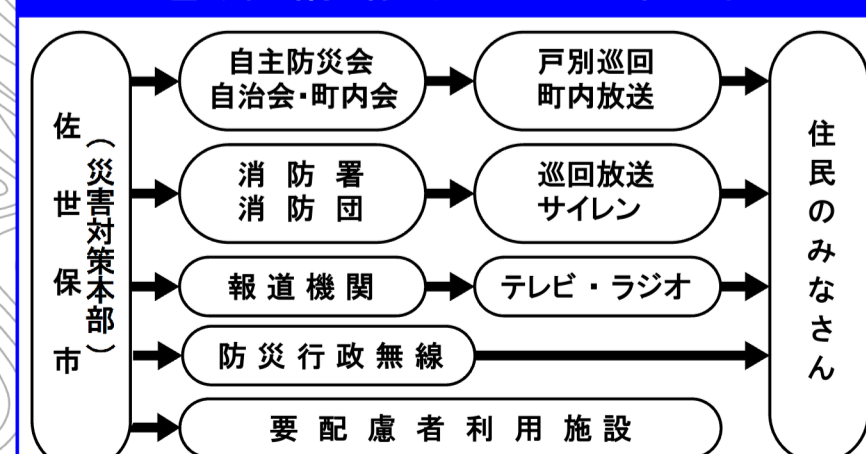 佐世保市
（災害対策本部）
自主防災会
自治会・町内会
戸別巡回
町内放送
消防署
消防団
巡回放送
サイレン
報道機関
テレビ・ラジオ
防災行政無線
要配慮者利用施設
住民のみなさん